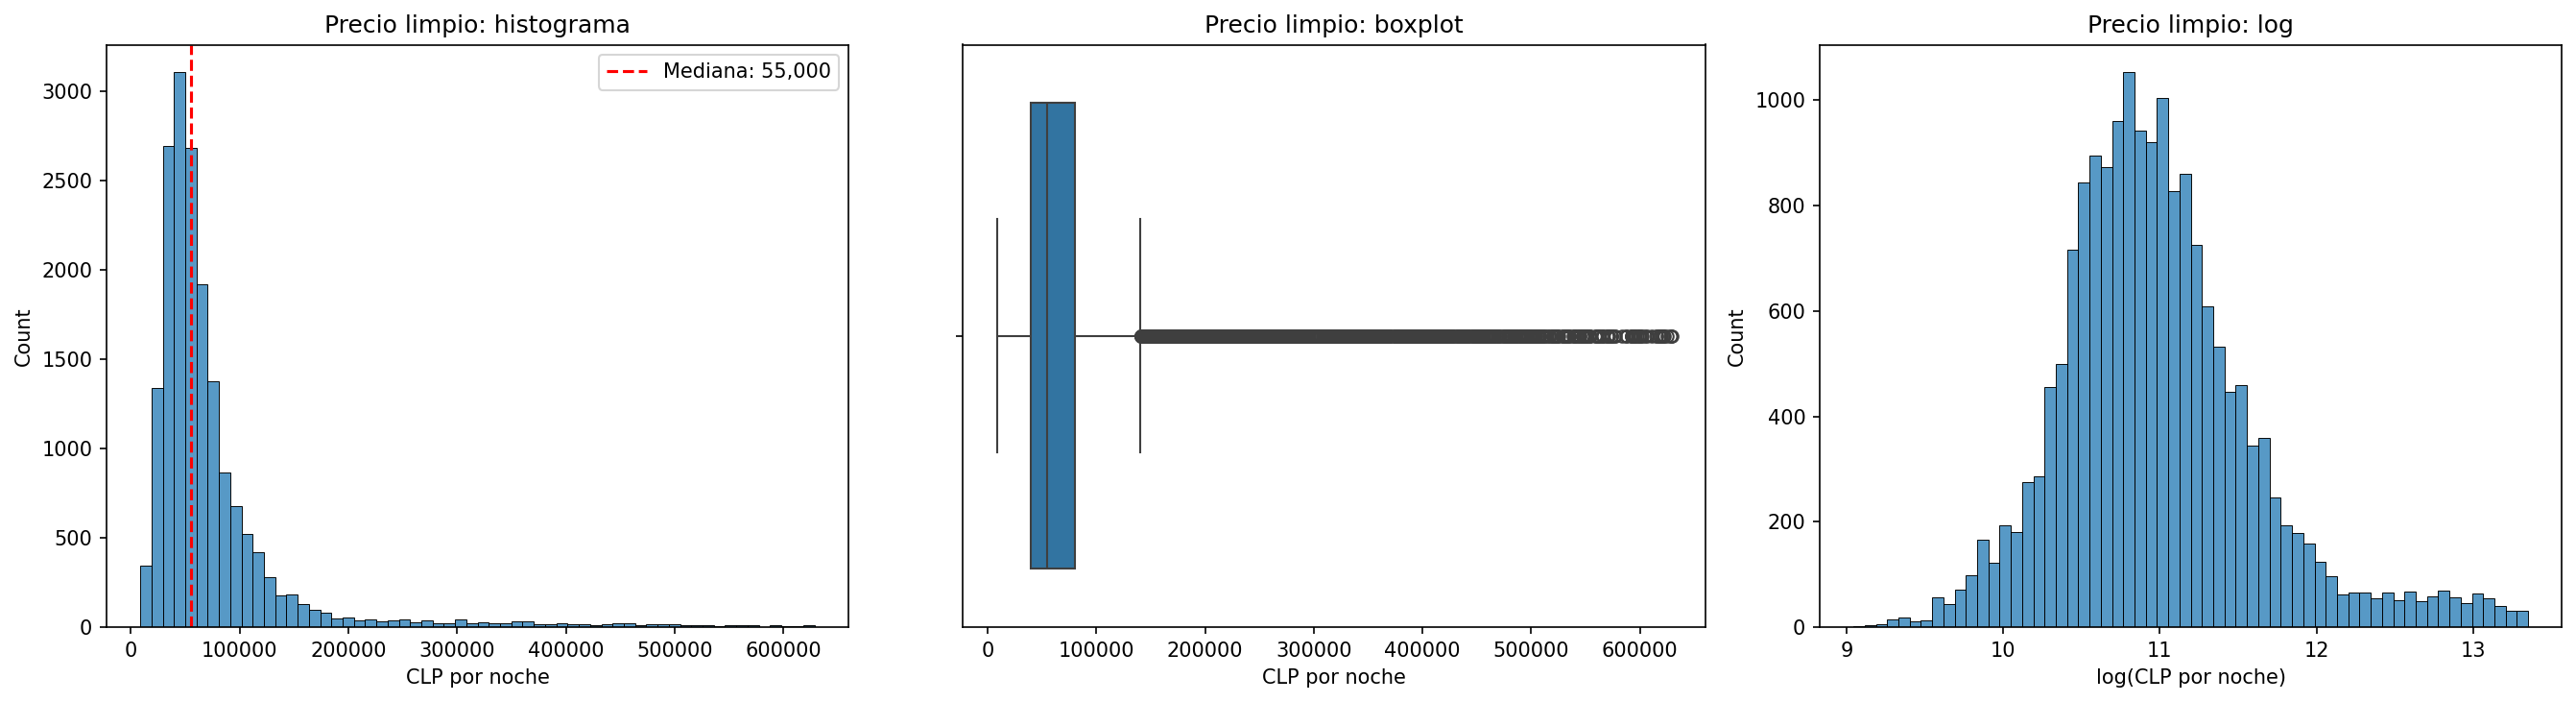 Precio limpio: histograma
Mediana: 55,000
3000
2500
2000
1500
1000
500
0
Count
0 100000 200000 300000 400000 500000 600000
CLP por noche
Precio limpio: boxplot
0 100000 200000 300000 400000 500000 600000
CLP por noche
Precio limpio: log
1000
800
600
400
200
0
Count
9 10 11 12 13
log(CLP por noche)